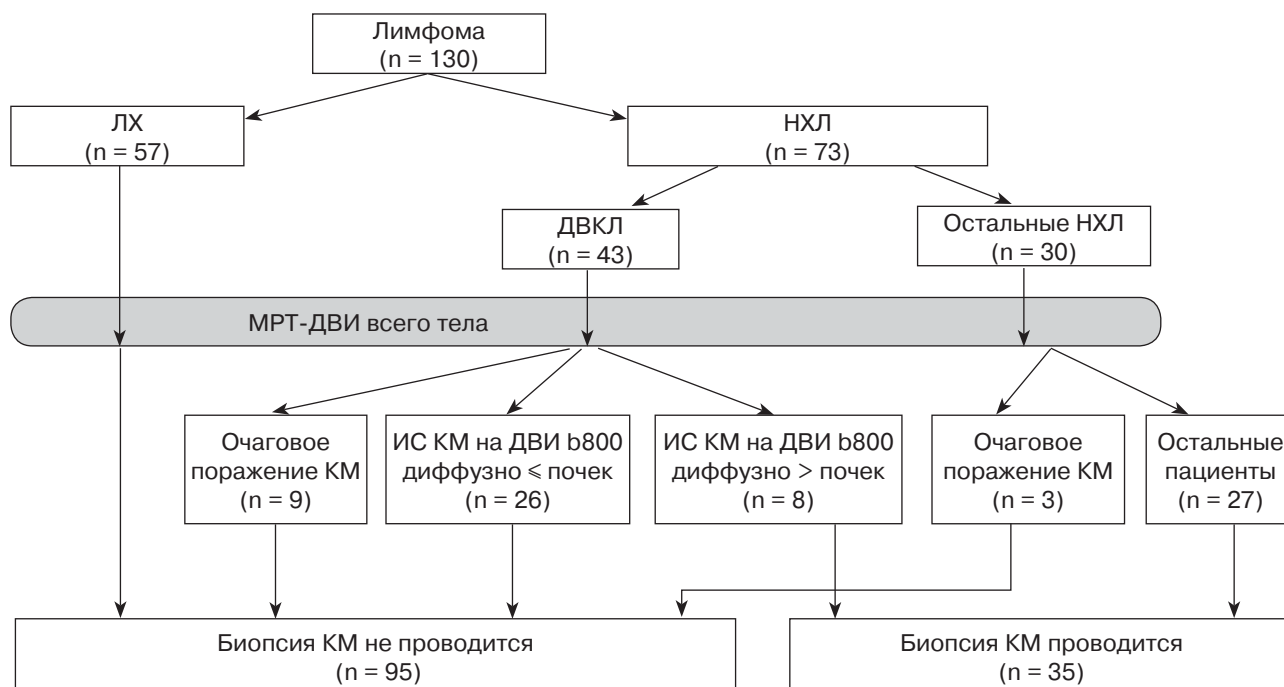 Лимфома
(n = 130)
ЛХ
(n = 57)
НХЛ
(n = 73)
ДВКЛ
(n = 43)
Остальные НХЛ
(n = 30)
МРТ-ДВИ всего тела
Очаговое
поражение КМ
(n = 9)
ИС КМ на ДВИ b800
диффузно ⩽ почек
(n = 26)
ИС КМ на ДВИ b800
диффузно > почек
(n = 8)
Очаговое
поражение КМ
(n = 3)
Остальные
пациенты
(n = 27)
Биопсия КМ не проводится
(n = 95)
Биопсия КМ проводится
(n = 35)